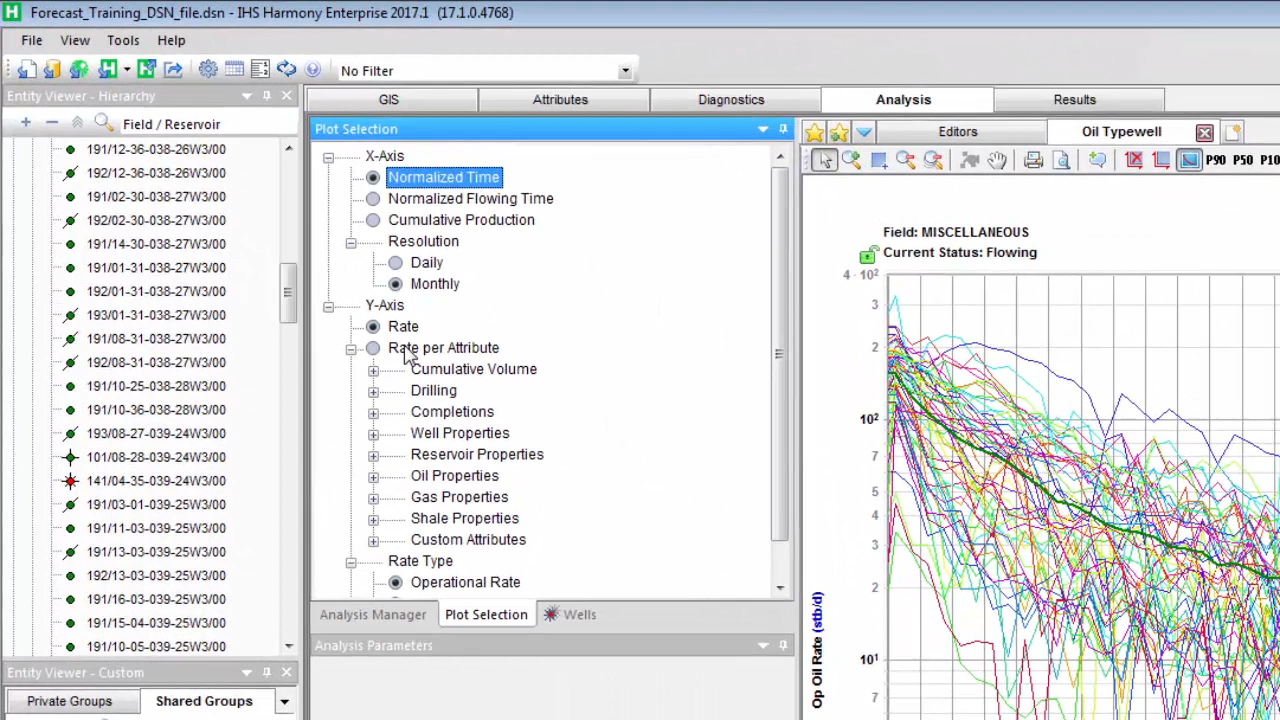 Forecast_Training_DSN_file.dsn - IHS Harmony Enterprise 2017.1 (17.1.0.4768)
File View Tools Help
No Filter
Entity Viewer - Hierarchy
Field / Reservoir
191/13-36-038-26W3/00
192/12-36-038-26W3/00
191/02-30-038-27W3/00
192/02-30-038-27W3/00
191/14-30-038-27W3/00
191/01-31-038-27W3/00
192/01-31-038-27W3/00
193/01-31-038-27W3/00
191/08-31-038-27W3/00
192/08-31-038-27W3/00
191/10-25-038-28W3/00
191/10-36-038-28W3/00
193/08-27-039-24W3/00
101/08-28-039-24W3/00
141/04-35-039-24W3/00
191/03-01-039-25W3/00
191/11-03-039-25W3/00
191/13-03-039-25W3/00
192/13-03-039-25W3/00
191/16-03-039-25W3/00
191/15-04-039-25W3/00
191/10-05-039-25W3/00
Entity Viewer - Custom
Private Groups Shared Groups
GIS Attributes Diagnostics Analysis Results
Plot Selection
X-Axis
Normalized Time
Normalized Flowing Time
Cumulative Production
Resolution
Daily
Monthly
Y-Axis
Rate
Rate per Attribute
Cumulative Volume
Drilling
Completions
Well Properties
Reservoir Properties
Oil Properties
Gas Properties
Shale Properties
Custom Attributes
Rate Type
Operational Rate
Analysis Manager Plot Selection Wells
Analysis Parameters
Editors Oil Typewell
P90 P50 P10
Field: MISCELLANEOUS
Current Status: Flowing
4 · 10²
3
2
10²
7
5
4
3
2
10¹
7
Op Oil Rate (stb/d)